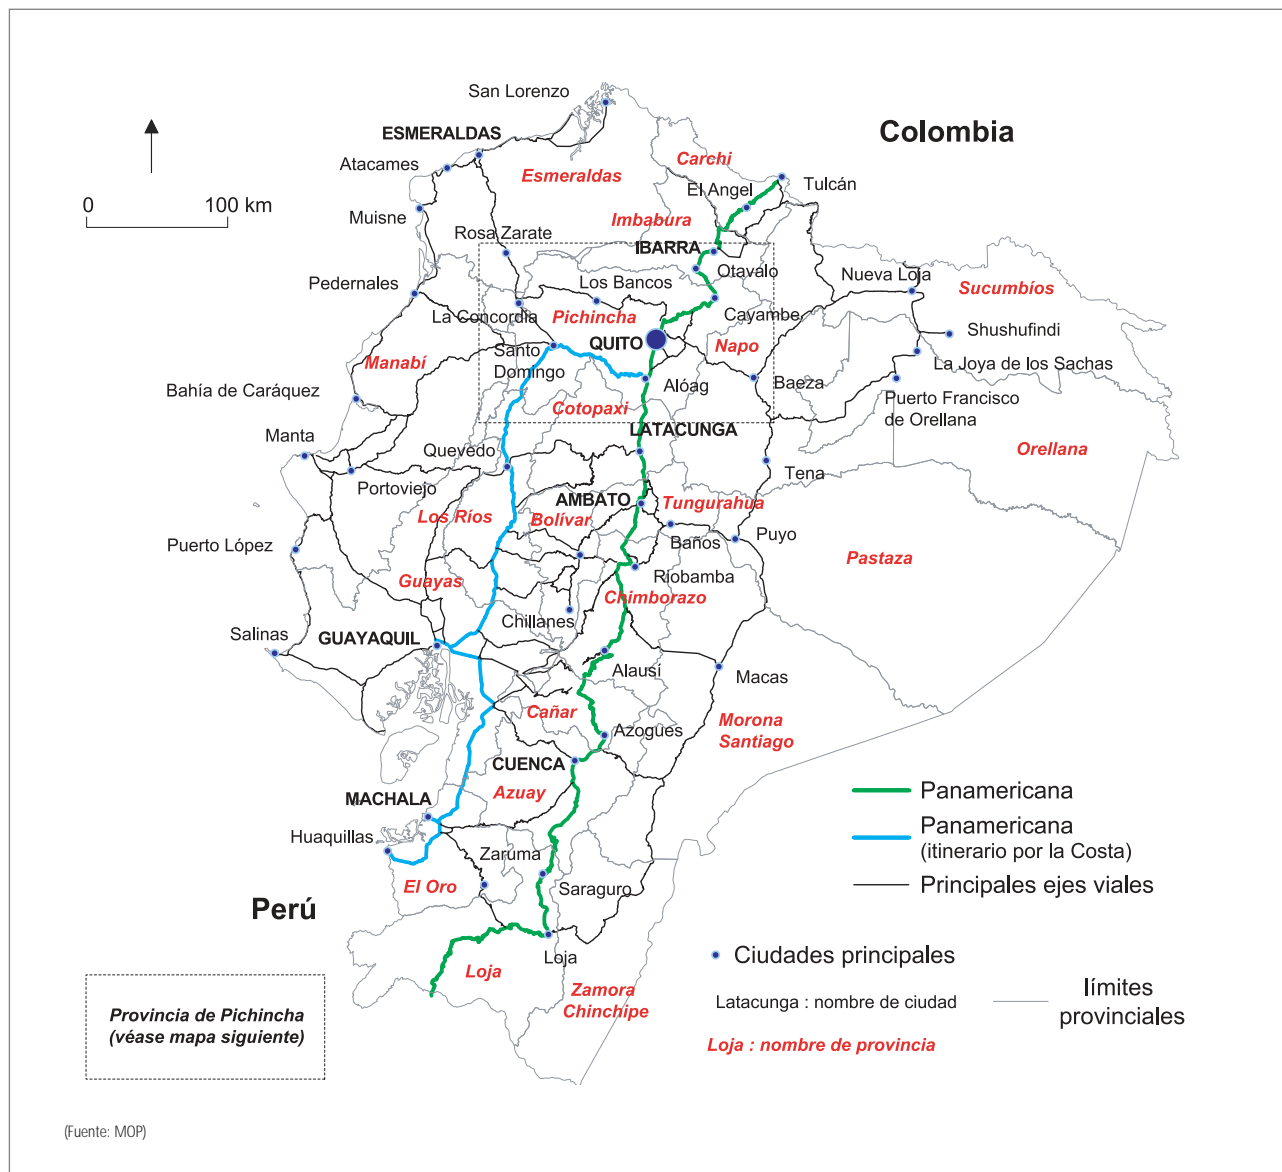 San Lorenzo
Colombia
ESMERALDAS
Carchi
Atacames
Esmeraldas
Tulcán
El Angel
0
100 km
Muisne
Imbabura
Rosa Zarate
IBARRA
Otavalo
Nueva Loja
Pedernales
Los Bancos
Sucumbíos
La Concordia
Pichincha
Cayambe
Shushufindi
QUITO
Napo
Santo
Domingo
Manabí
La Joya de los Sachas
Alóag
Baeza
Bahía de Caráquez
Puerto Francisco
de Orellana
Cotopaxi
LATACUNGA
Manta
Quevedo
Orellana
Tena
Portoviejo
AMBATO
Tungurahua
Los Ríos
Bolívar
Puyo
Baños
Puerto López
Pastaza
Guayas
Riobamba
Chimborazo
Chillanes
Salinas
GUAYAQUIL
Alausí
Macas
Cañar
Morona
Santiago
Azogues
CUENCA
Azuay
MACHALA
Huaquillas
Zaruma
El Oro
Saraguro
Perú
Loja
Loja
Zamora
Chinchipe
Panamericana
Panamericana
(itinerario por la Costa)
Principales ejes viales
Ciudades principales
Latacunga : nombre de ciudad
límites
provinciales
Loja : nombre de provincia
Provincia de Pichincha
(véase mapa siguiente)
(Fuente: MOP)